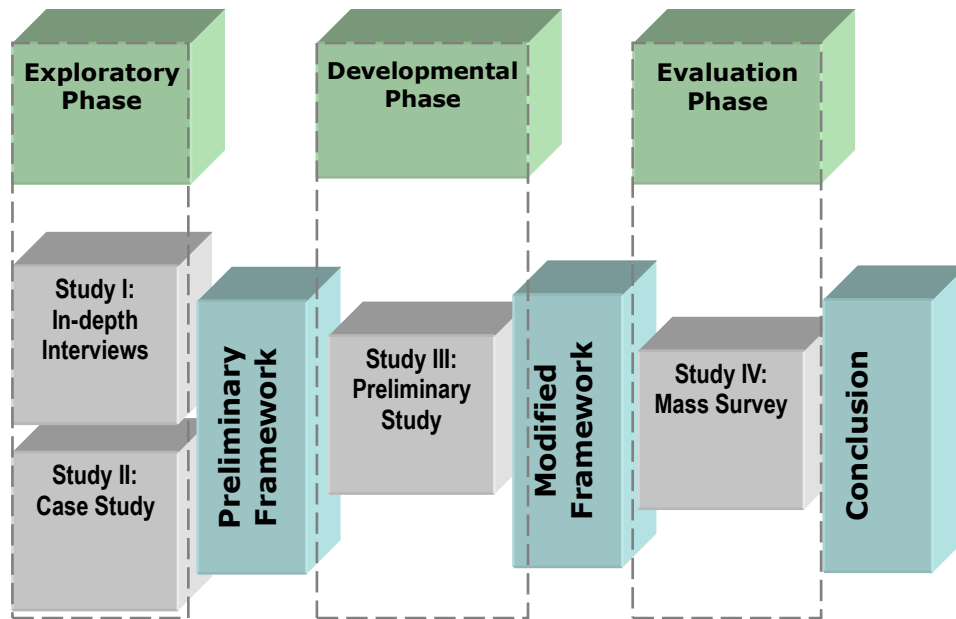 Exploratory
Phase
Developmental
Phase
Evaluation
Phase
Study I:
In-depth
Interviews
Study II:
Case Study
Preliminary
Framework
Study III:
Preliminary
Study
Modified
Framework
Study IV:
Mass Survey
Conclusion